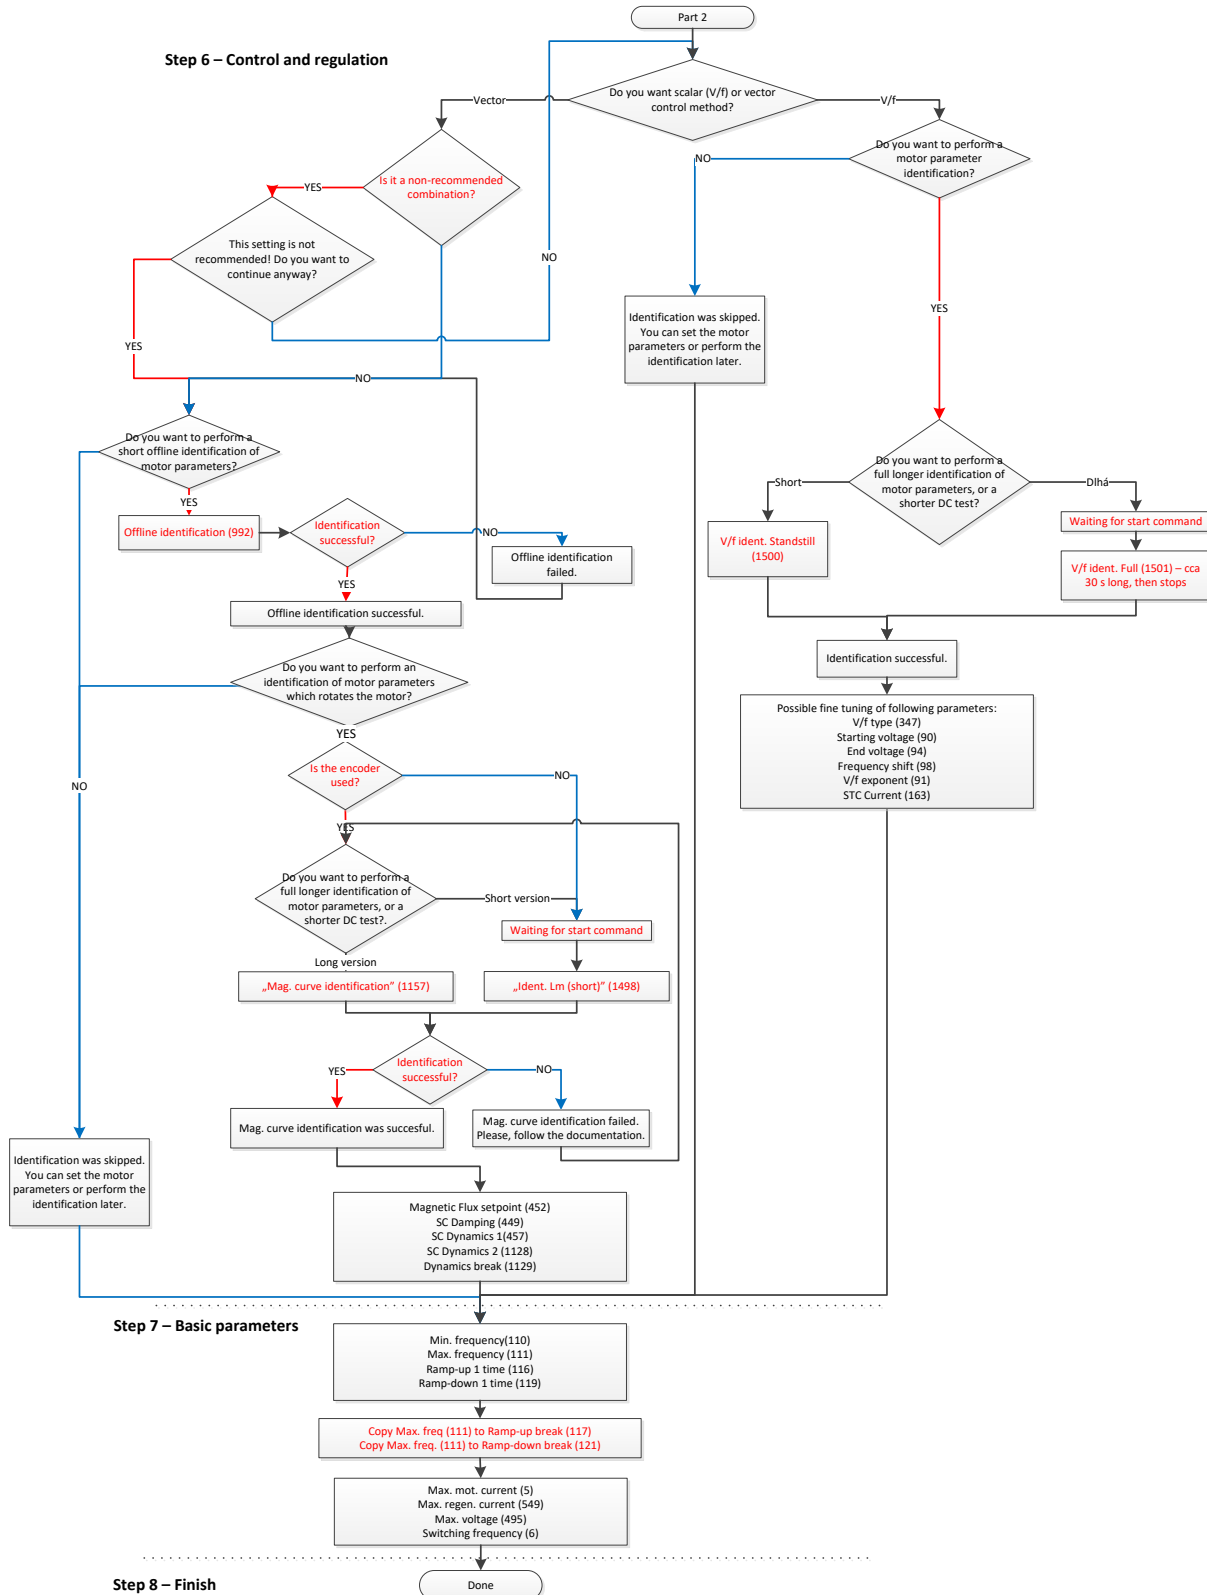 Part 2
Step 6 – Control and regulation
Do you want scalar (V/f) or vector
control method?
Vector
V/f
Do you want to perform a
motor parameter
identification?
NO
Is it a non-recommended
combination?
YES
This setting is not
recommended! Do you want to
continue anyway?
NO
YES
Identification was skipped.
You can set the motor
parameters or perform the
identification later.
YES
NO
Do you want to perform a
short offline identification of
motor parameters?
YES
Do you want to perform a
full longer identification of
motor parameters, or a
shorter DC test?
Short
Dlhá
Offline identification (992)
Identification
successful?
NO
Offline identification
failed.
YES
V/f ident. Standstill
(1500)
Waiting for start command
V/f ident. Full (1501) – cca
30 s long, then stops
Offline identification successful.
Do you want to perform an
identification of motor parameters
which rotates the motor?
Identification successful.
Possible fine tuning of following parameters:
V/f type (347)
Starting voltage (90)
End voltage (94)
Frequency shift (98)
V/f exponent (91)
STC Current (163)
YES
NO
Is the encoder
used?
NO
YES
Do you want to perform a
full longer identification of
motor parameters, or a
shorter DC test?.
Short version
Waiting for start command
Long version
„Mag. curve identification” (1157)
„Ident. Lm (short)” (1498)
Identification
successful?
YES
NO
Mag. curve identification was succesful.
Mag. curve identification failed.
Please, follow the documentation.
Identification was skipped.
You can set the motor
parameters or perform the
identification later.
Magnetic Flux setpoint (452)
SC Damping (449)
SC Dynamics 1(457)
SC Dynamics 2 (1128)
Dynamics break (1129)
Step 7 – Basic parameters
Min. frequency(110)
Max. frequency (111)
Ramp-up 1 time (116)
Ramp-down 1 time (119)
Copy Max. freq (111) to Ramp-up break (117)
Copy Max. freq. (111) to Ramp-down break (121)
Max. mot. current (5)
Max. regen. current (549)
Max. voltage (495)
Switching frequency (6)
Step 8 – Finish
Done